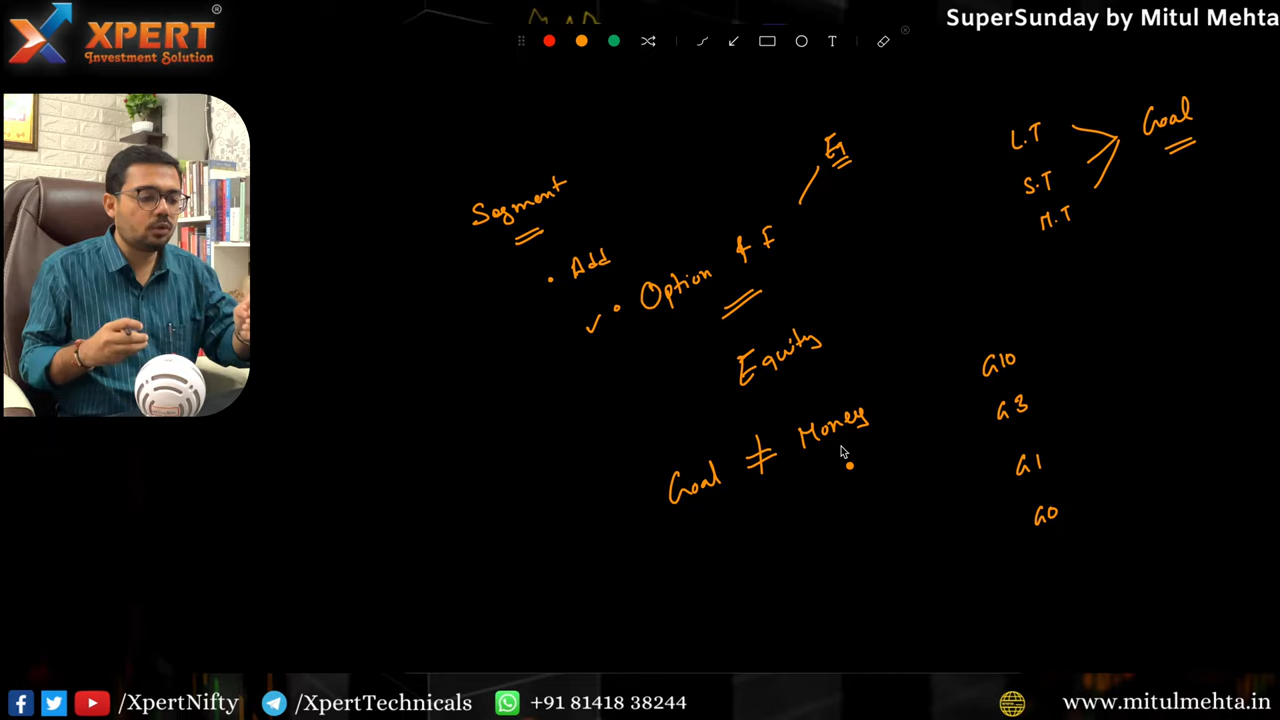 XPERT
Investment Solution
®
SuperSunday by Mitul Mehta
T
Segment
• Add
✓ • Option & F
Equity
Goal ≠ Money
L.T
S.T
M.T
Goal
G10
G3
G1
G0
/XpertNifty
/XpertTechnicals
+91 81418 38244
www.mitulmehta.in